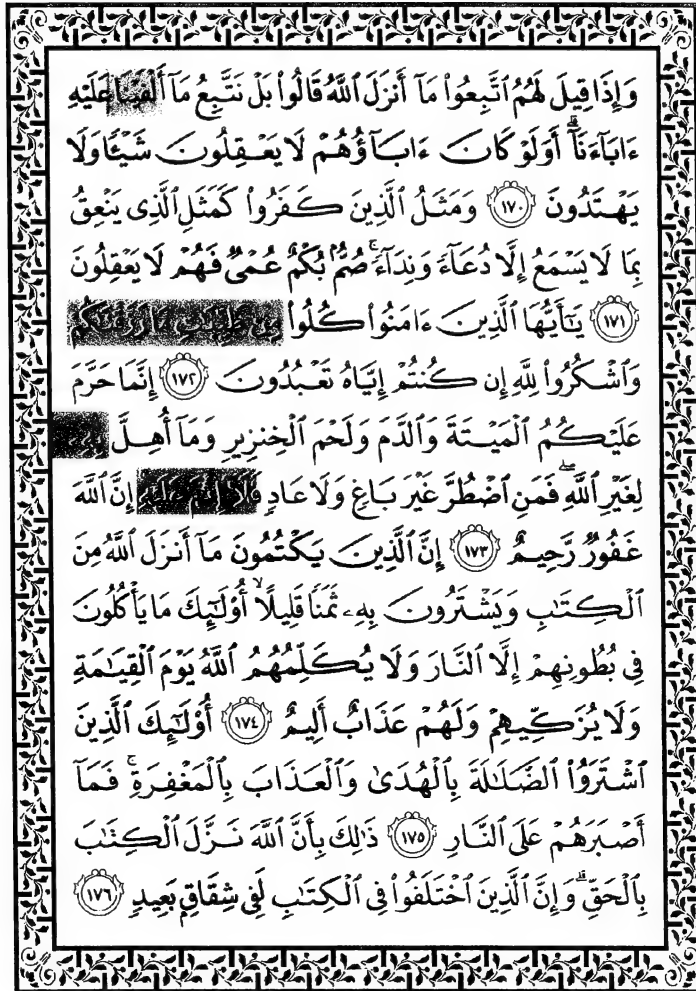 وَإِذَا قِيلَ لَهُمُ ٱتَّبِعُوا۟ مَآ أَنزَلَ ٱللَّهُ قَالُوا۟ بَلْ نَتَّبِعُ مَآ أَلْفَيْنَا عَلَيْهِ
ءَابَآءَنَآ ۗ أَوَلَوْ كَانَ ءَابَآؤُهُمْ لَا يَعْقِلُونَ شَيْـًٔا وَلَا
يَهْتَدُونَ ١٧٠ وَمَثَلُ ٱلَّذِينَ كَفَرُوا۟ كَمَثَلِ ٱلَّذِى يَنْعِقُ
بِمَا لَا يَسْمَعُ إِلَّا دُعَآءً وَنِدَآءً ۚ صُمٌّۢ بُكْمٌ عُمْىٌ فَهُمْ لَا يَعْقِلُونَ
١٧١ يَـٰٓأَيُّهَا ٱلَّذِينَ ءَامَنُوا۟ كُلُوا۟ مِن طَيِّبَـٰتِ مَا رَزَقْنَـٰكُمْ
وَٱشْكُرُوا۟ لِلَّهِ إِن كُنتُمْ إِيَّاهُ تَعْبُدُونَ ١٧٢ إِنَّمَا حَرَّمَ
عَلَيْكُمُ ٱلْمَيْتَةَ وَٱلدَّمَ وَلَحْمَ ٱلْخِنزِيرِ وَمَآ أُهِلَّ
لِغَيْرِ ٱللَّهِ ۖ فَمَنِ ٱضْطُرَّ غَيْرَ بَاغٍ وَلَا عَادٍ فَلَآ إِثْمَ عَلَيْهِ ۚ إِنَّ ٱللَّهَ
غَفُورٌ رَّحِيمٌ ١٧٣ إِنَّ ٱلَّذِينَ يَكْتُمُونَ مَآ أَنزَلَ ٱللَّهُ مِنَ
ٱلْكِتَـٰبِ وَيَشْتَرُونَ بِهِۦ ثَمَنًا قَلِيلًا ۙ أُو۟لَـٰٓئِكَ مَا يَأْكُلُونَ
فِى بُطُونِهِمْ إِلَّا ٱلنَّارَ وَلَا يُكَلِّمُهُمُ ٱللَّهُ يَوْمَ ٱلْقِيَـٰمَةِ
وَلَا يُزَكِّيهِمْ وَلَهُمْ عَذَابٌ أَلِيمٌ ١٧٤ أُو۟لَـٰٓئِكَ ٱلَّذِينَ
ٱشْتَرَوُا۟ ٱلضَّلَـٰلَةَ بِٱلْهُدَىٰ وَٱلْعَذَابَ بِٱلْمَغْفِرَةِ ۚ فَمَآ
أَصْبَرَهُمْ عَلَى ٱلنَّارِ ١٧٥ ذَٰلِكَ بِأَنَّ ٱللَّهَ نَزَّلَ ٱلْكِتَـٰبَ
بِٱلْحَقِّ ۗ وَإِنَّ ٱلَّذِينَ ٱخْتَلَفُوا۟ فِى ٱلْكِتَـٰبِ لَفِى شِقَاقٍۭ بَعِيدٍ ١٧٦